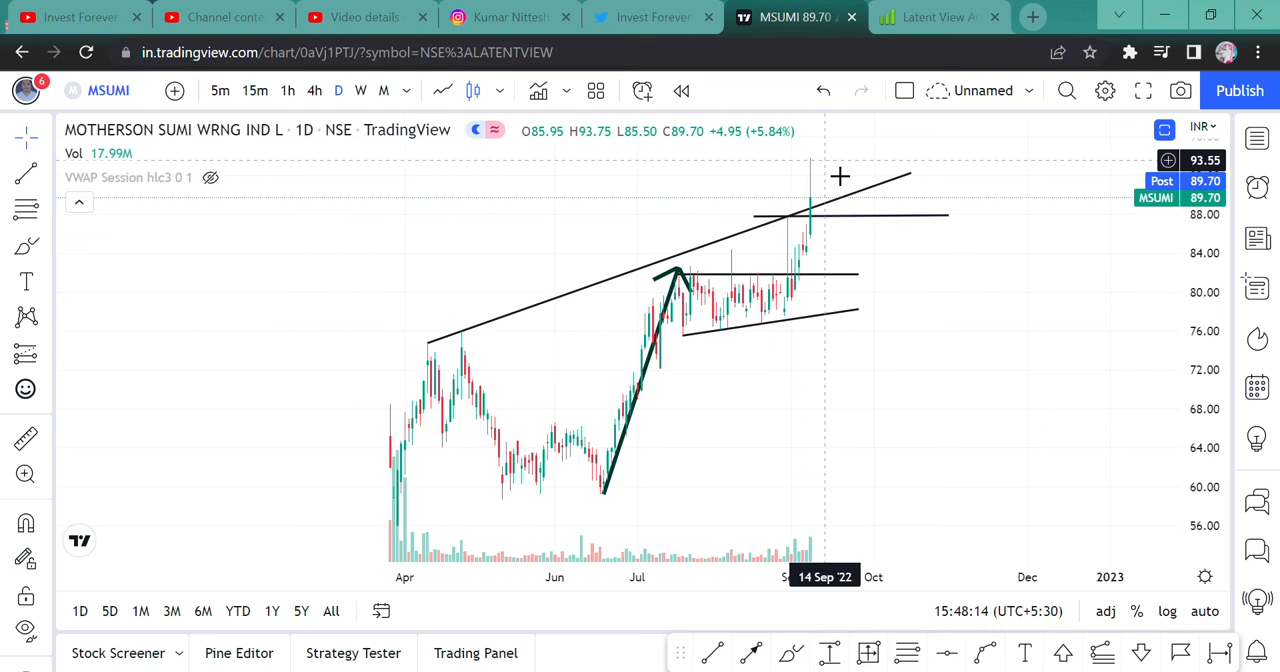 Invest Forever
Channel conte
Video details -
Kumar Nittesh
Invest Forever
MSUMI 89.70
Latent View A
in.tradingview.com/chart/0aVj1PTJ/?symbol=NSE%3ALATENTVIEW
6
M MSUMI
5m 15m 1h 4h D W M
Unnamed
Publish
MOTHERSON SUMI WRNG IND L · 1D · NSE · TradingView
O85.95 H93.75 L85.50 C89.70 +4.95 (+5.84%)
INR
Vol 17.99M
VWAP Session hlc3 0 1
93.55
Post 89.70
MSUMI 89.70
88.00
84.00
80.00
76.00
72.00
68.00
64.00
60.00
56.00
Apr Jun Jul 14 Sep '22 Oct Dec 2023
1D 5D 1M 3M 6M YTD 1Y 5Y All
15:48:14 (UTC+5:30) adj % log auto
Stock Screener Pine Editor Strategy Tester Trading Panel